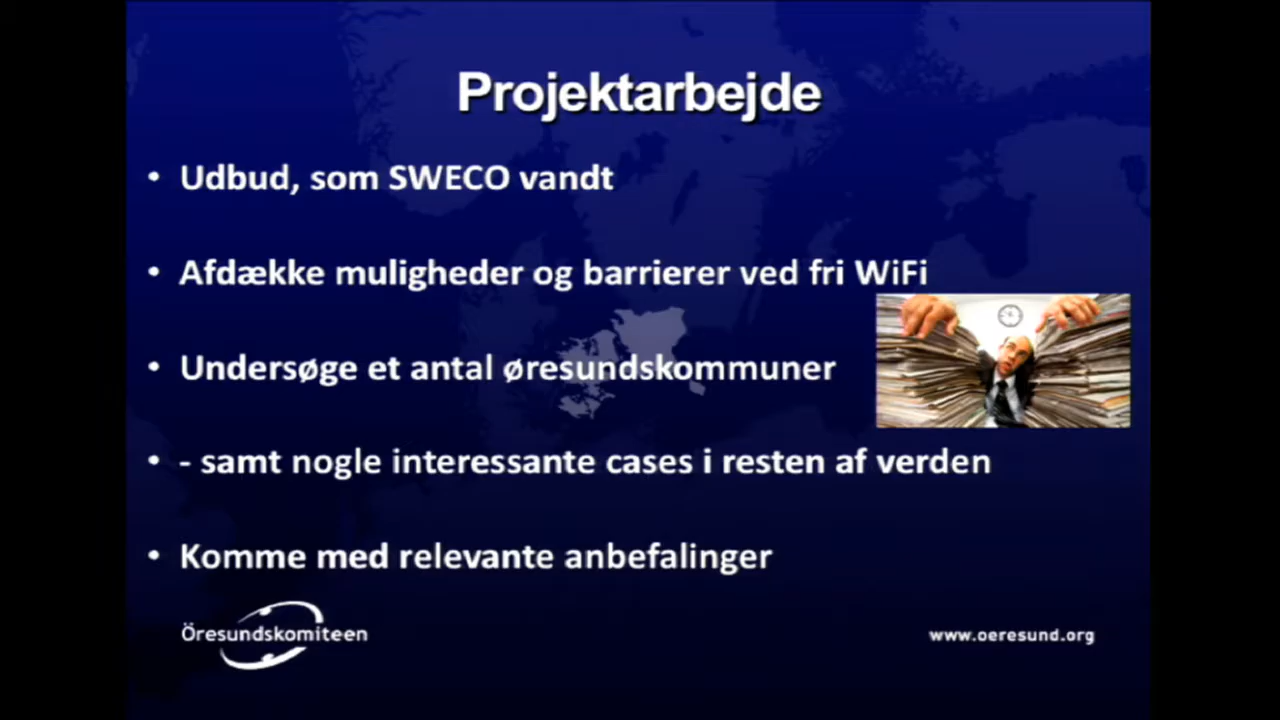 Projektarbejde
• Udbud, som SWECO vandt
• Afdække muligheder og barrierer ved fri WiFi
• Undersøge et antal øresundskommuner
• - samt nogle interessante cases i resten af verden
• Komme med relevante anbefalinger
Öresundskomiteen
www.oeresund.org